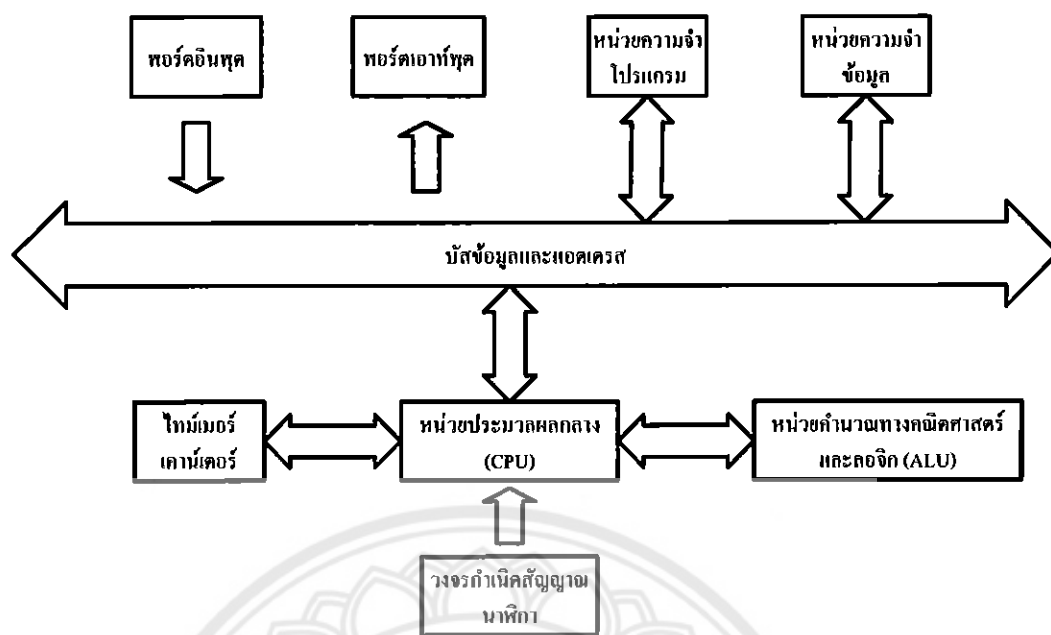 พอร์ตอินพุต
พอร์ตเอาท์พุต
หน่วยความจำ
โปรแกรม
หน่วยความจำ
ข้อมูล
บัสข้อมูลและแอดเดรส
ไทม์เมอร์
เคาน์เตอร์
หน่วยประมวลผลกลาง
(CPU)
หน่วยคำนวณทางคณิตศาสตร์
และลอจิก (ALU)
วงจรกำเนิดสัญญาณ
นาฬิกา